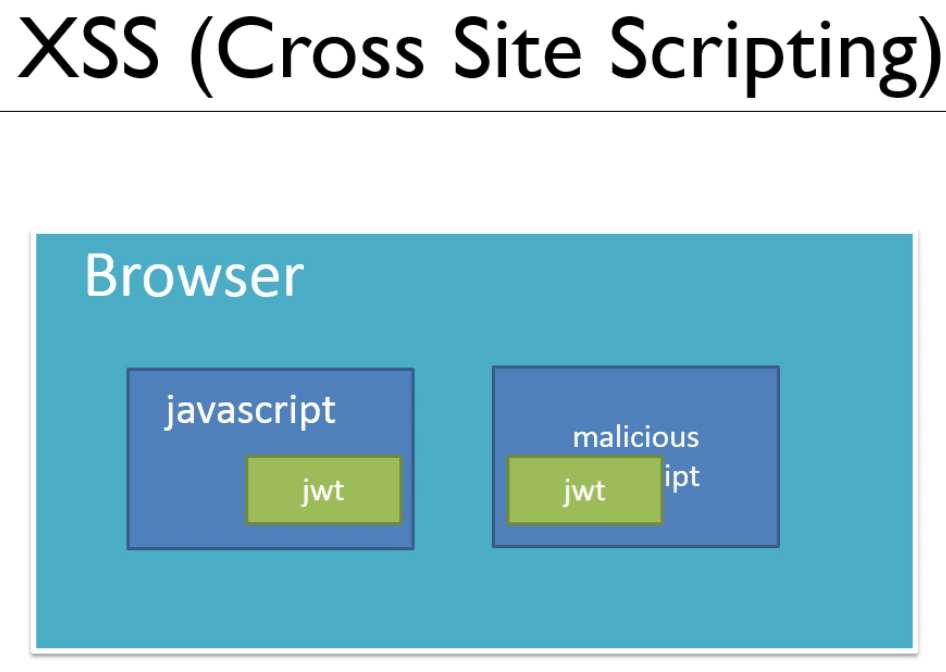 XSS (Cross Site Scripting)
Browser
javascript
jwt
malicious
jwt
ipt